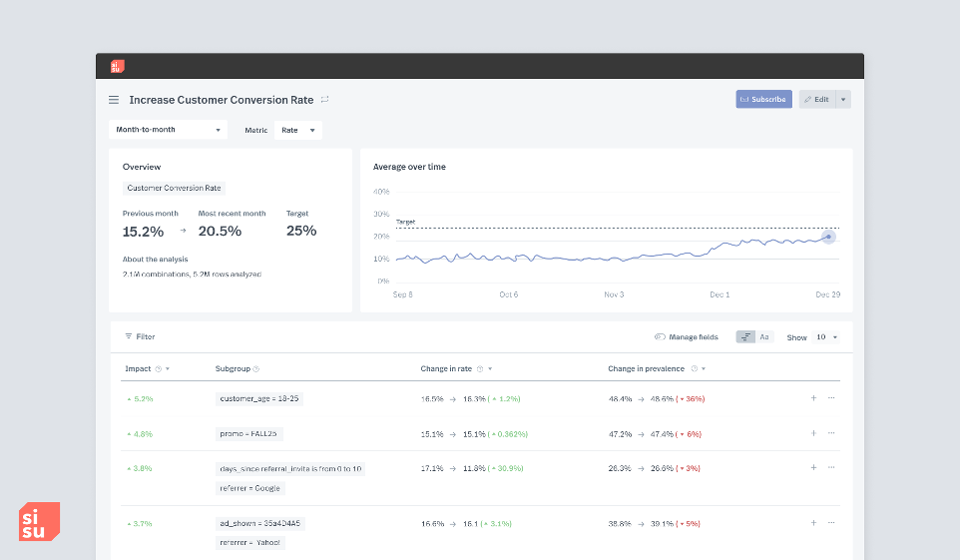 si
su
Increase Customer Conversion Rate
Subscribe
Edit
Month-to-month
Metric
Rate
Overview
Customer Conversion Rate
Previous month
Most recent month
Target
15.2%
20.5%
25%
About the analysis
2.1M combinations, 5.2M rows analyzed
Average over time
40%
30%
Target
20%
10%
0%
Sep 8
Oct 6
Nov 3
Dec 1
Dec 29
Filter
Manage fields
Aa
Show
10
Impact
Subgroup
Change in rate
Change in prevalence
5.2%
customer_age = 18-25
16.5% → 16.3% ( 1.2%)
48.4% → 48.6% ( 36%)
4.8%
promo = FALL25
15.1% → 15.1% ( 0.362%)
47.2% → 47.4% ( 6%)
3.8%
days_since referral_invite is from 0 to 10
referrer = Google
17.1% → 11.8% ( 30.9%)
26.3% → 26.6% ( 3%)
3.7%
ad_shown = 35a4D4A5
referrer = Yahoo!
16.6% → 16.1 ( 3.1%)
38.8% → 39.1% ( 5%)
si
su